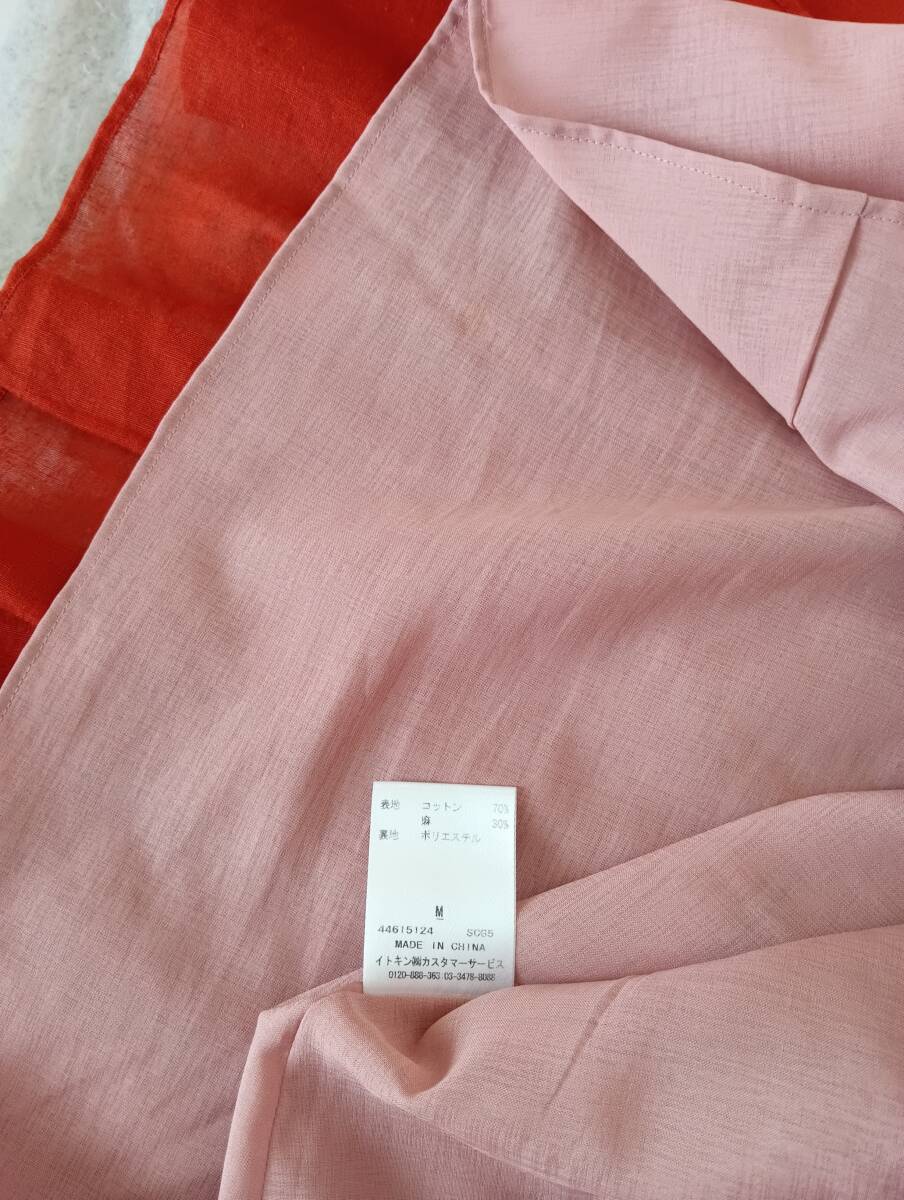 表地 コットン 70%
麻 30%
裏地 ポリエステル
M
44615124 SC65
MADE IN CHINA
イトキン㈱カスタマーサービス
0120-888-363 03-3478-8088